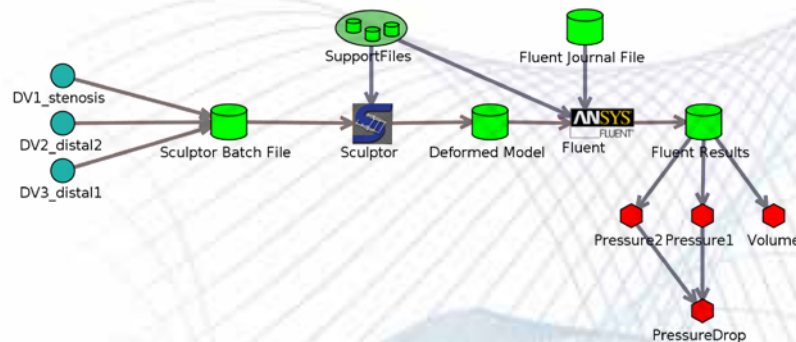 SupportFiles
Fluent Journal File
DV1_stenosis
DV2_distal2
DV3_distal1
Sculptor Batch File
Sculptor
Deformed Model
ANSYS
FLUENT
Fluent
Fluent Results
Pressure2
Pressure1
Volume
PressureDrop